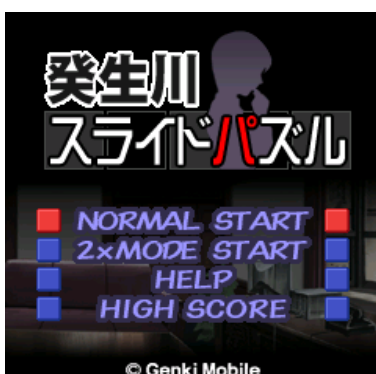 癸生川
スライドパズル
NORMAL START
2×MODE START
HELP
HIGH SCORE
© Genki Mobile